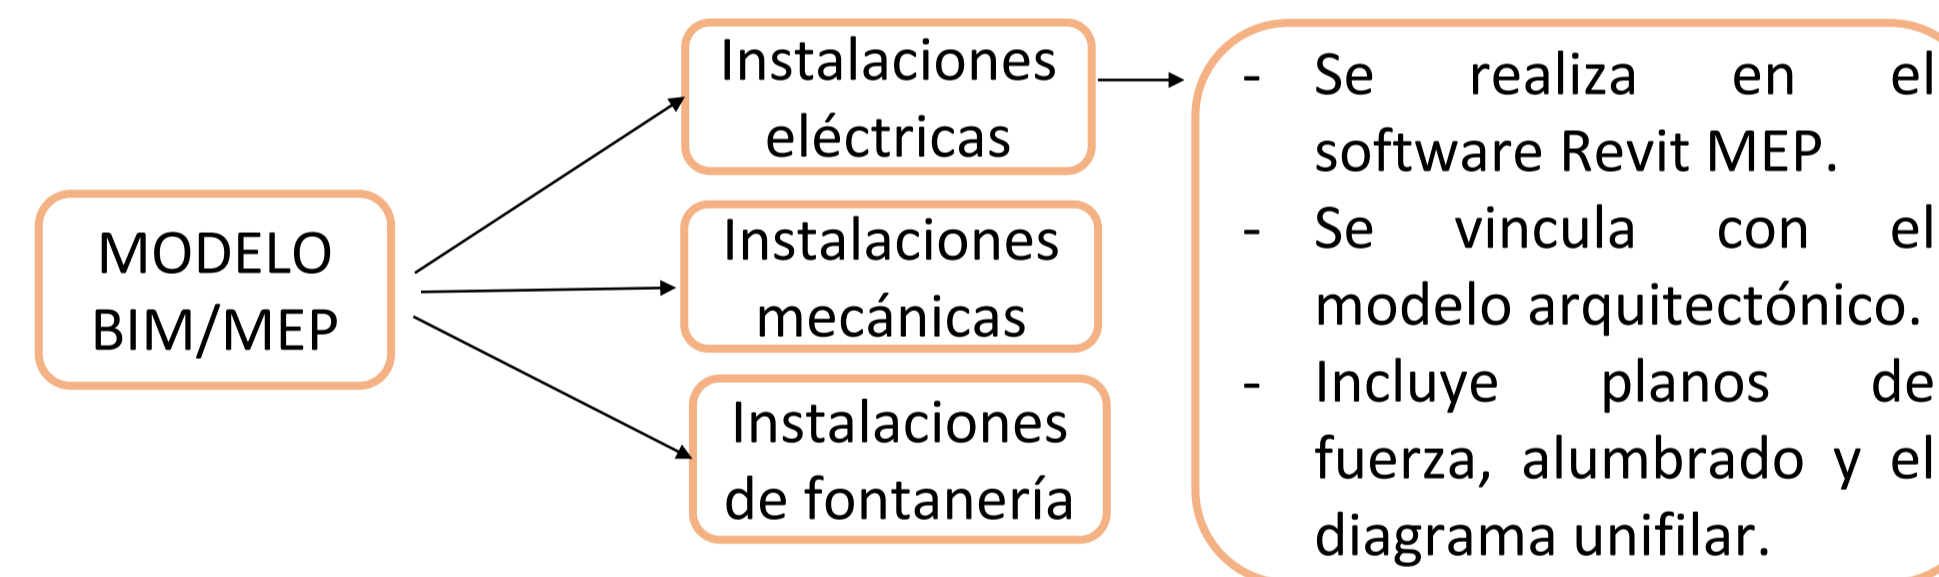 MODELO
BIM/MEP
Instalaciones
eléctricas
Instalaciones
mecánicas
Instalaciones
de fontanería
- Se realiza en el
software Revit MEP.
- Se vincula con el
modelo arquitectónico.
- Incluye planos de
fuerza, alumbrado y el
diagrama unifilar.